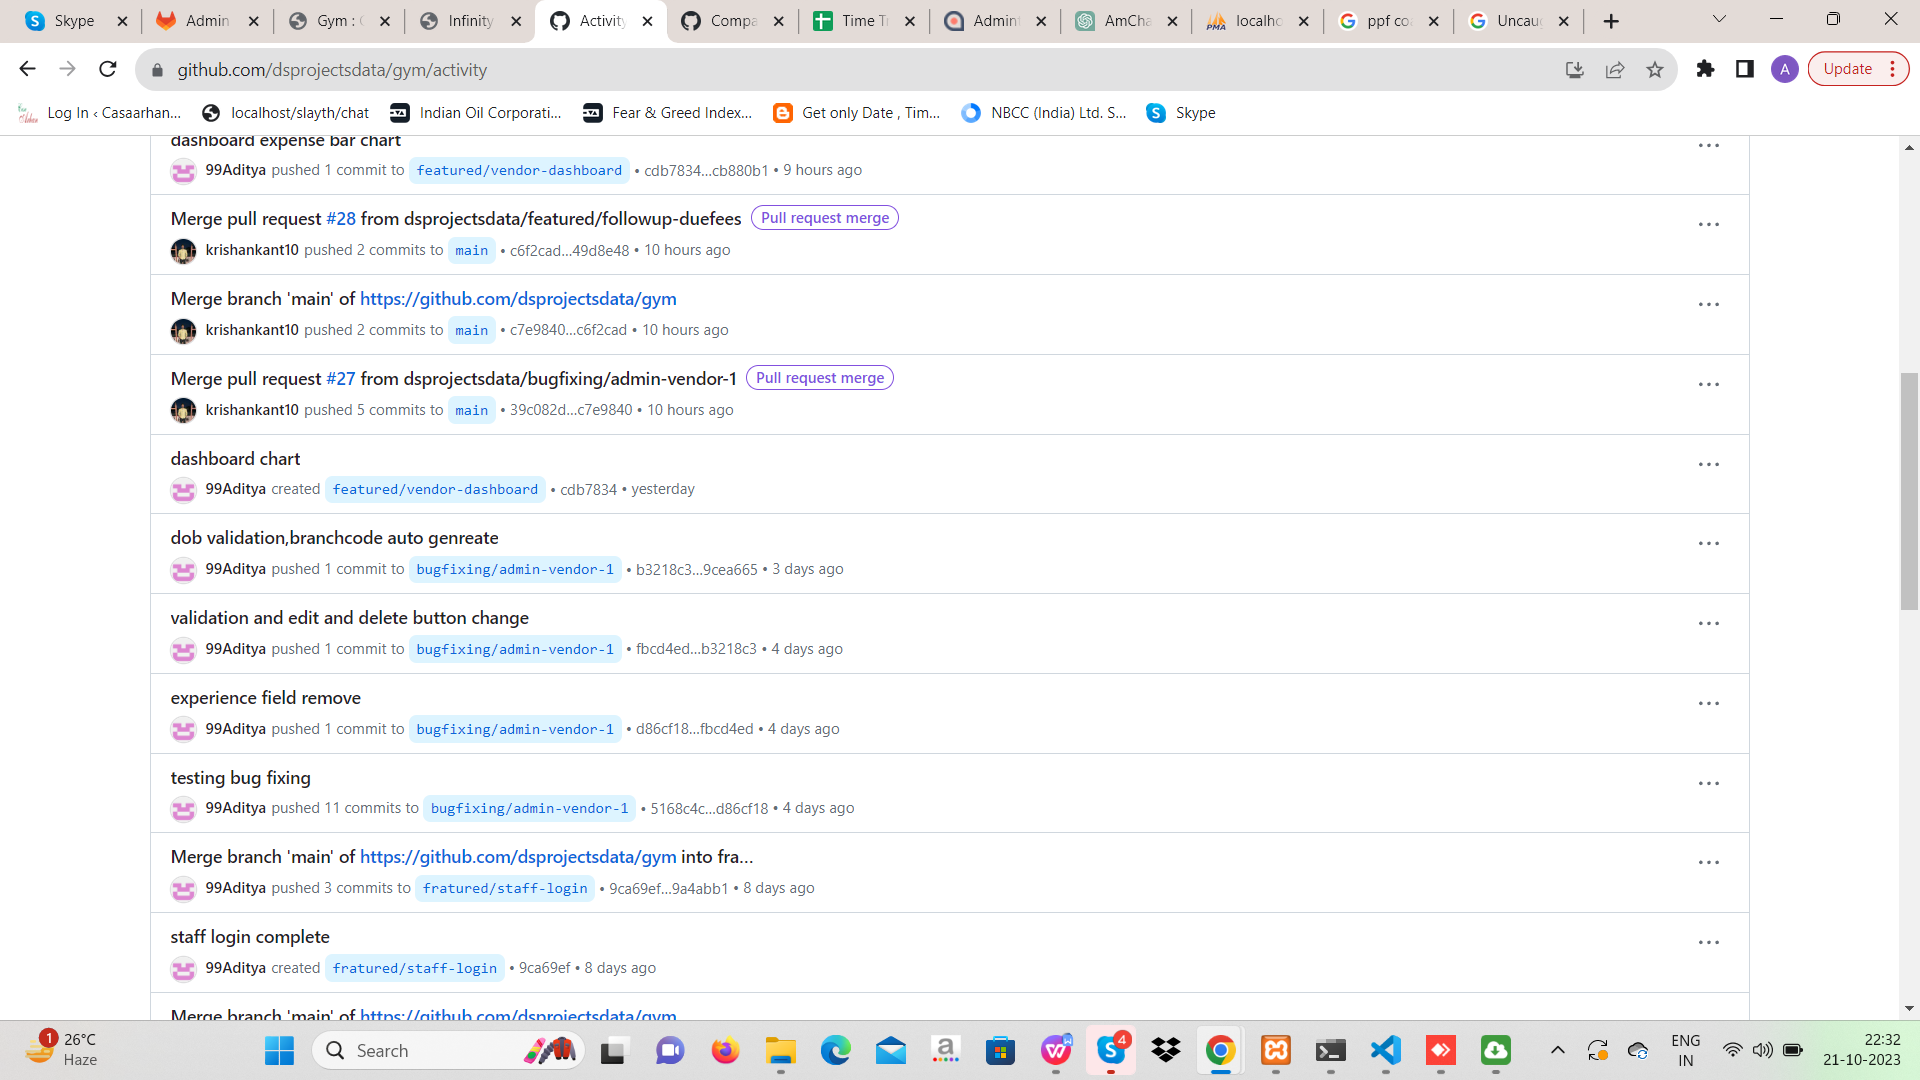 Skype
Admin
Gym : C
Infinity
Activity
Compa
Time Tr
Admin
AmCha
localho
ppf co
Uncau
github.com/dsprojectsdata/gym/activity
A
Update
Log In ‹ Casaarhan...
localhost/slayth/chat
Indian Oil Corporati...
Fear & Greed Index...
Get only Date , Tim...
NBCC (India) Ltd. S...
Skype
dashboard expense bar chart
99Aditya pushed 1 commit to featured/vendor-dashboard • cdb7834...cb880b1 • 9 hours ago
Merge pull request #28 from dsprojectsdata/featured/followup-duefees Pull request merge
krishankant10 pushed 2 commits to main • c6f2cad...49d8e48 • 10 hours ago
Merge branch 'main' of https://github.com/dsprojectsdata/gym
krishankant10 pushed 2 commits to main • c7e9840...c6f2cad • 10 hours ago
Merge pull request #27 from dsprojectsdata/bugfixing/admin-vendor-1 Pull request merge
krishankant10 pushed 5 commits to main • 39c082d...c7e9840 • 10 hours ago
dashboard chart
99Aditya created featured/vendor-dashboard • cdb7834 • yesterday
dob validation,branchcode auto genreate
99Aditya pushed 1 commit to bugfixing/admin-vendor-1 • b3218c3...9cea665 • 3 days ago
validation and edit and delete button change
99Aditya pushed 1 commit to bugfixing/admin-vendor-1 • fbcd4ed...b3218c3 • 4 days ago
experience field remove
99Aditya pushed 1 commit to bugfixing/admin-vendor-1 • d86cf18...fbcd4ed • 4 days ago
testing bug fixing
99Aditya pushed 11 commits to bugfixing/admin-vendor-1 • 5168c4c...d86cf18 • 4 days ago
Merge branch 'main' of https://github.com/dsprojectsdata/gym into fra...
99Aditya pushed 3 commits to fratured/staff-login • 9ca69ef...9a4abb1 • 8 days ago
staff login complete
99Aditya created fratured/staff-login • 9ca69ef • 8 days ago
Merge branch 'main' of https://github.com/dsprojectsdata/gym
1
26°C
Haze
Search
4
ENG
IN
22:32
21-10-2023